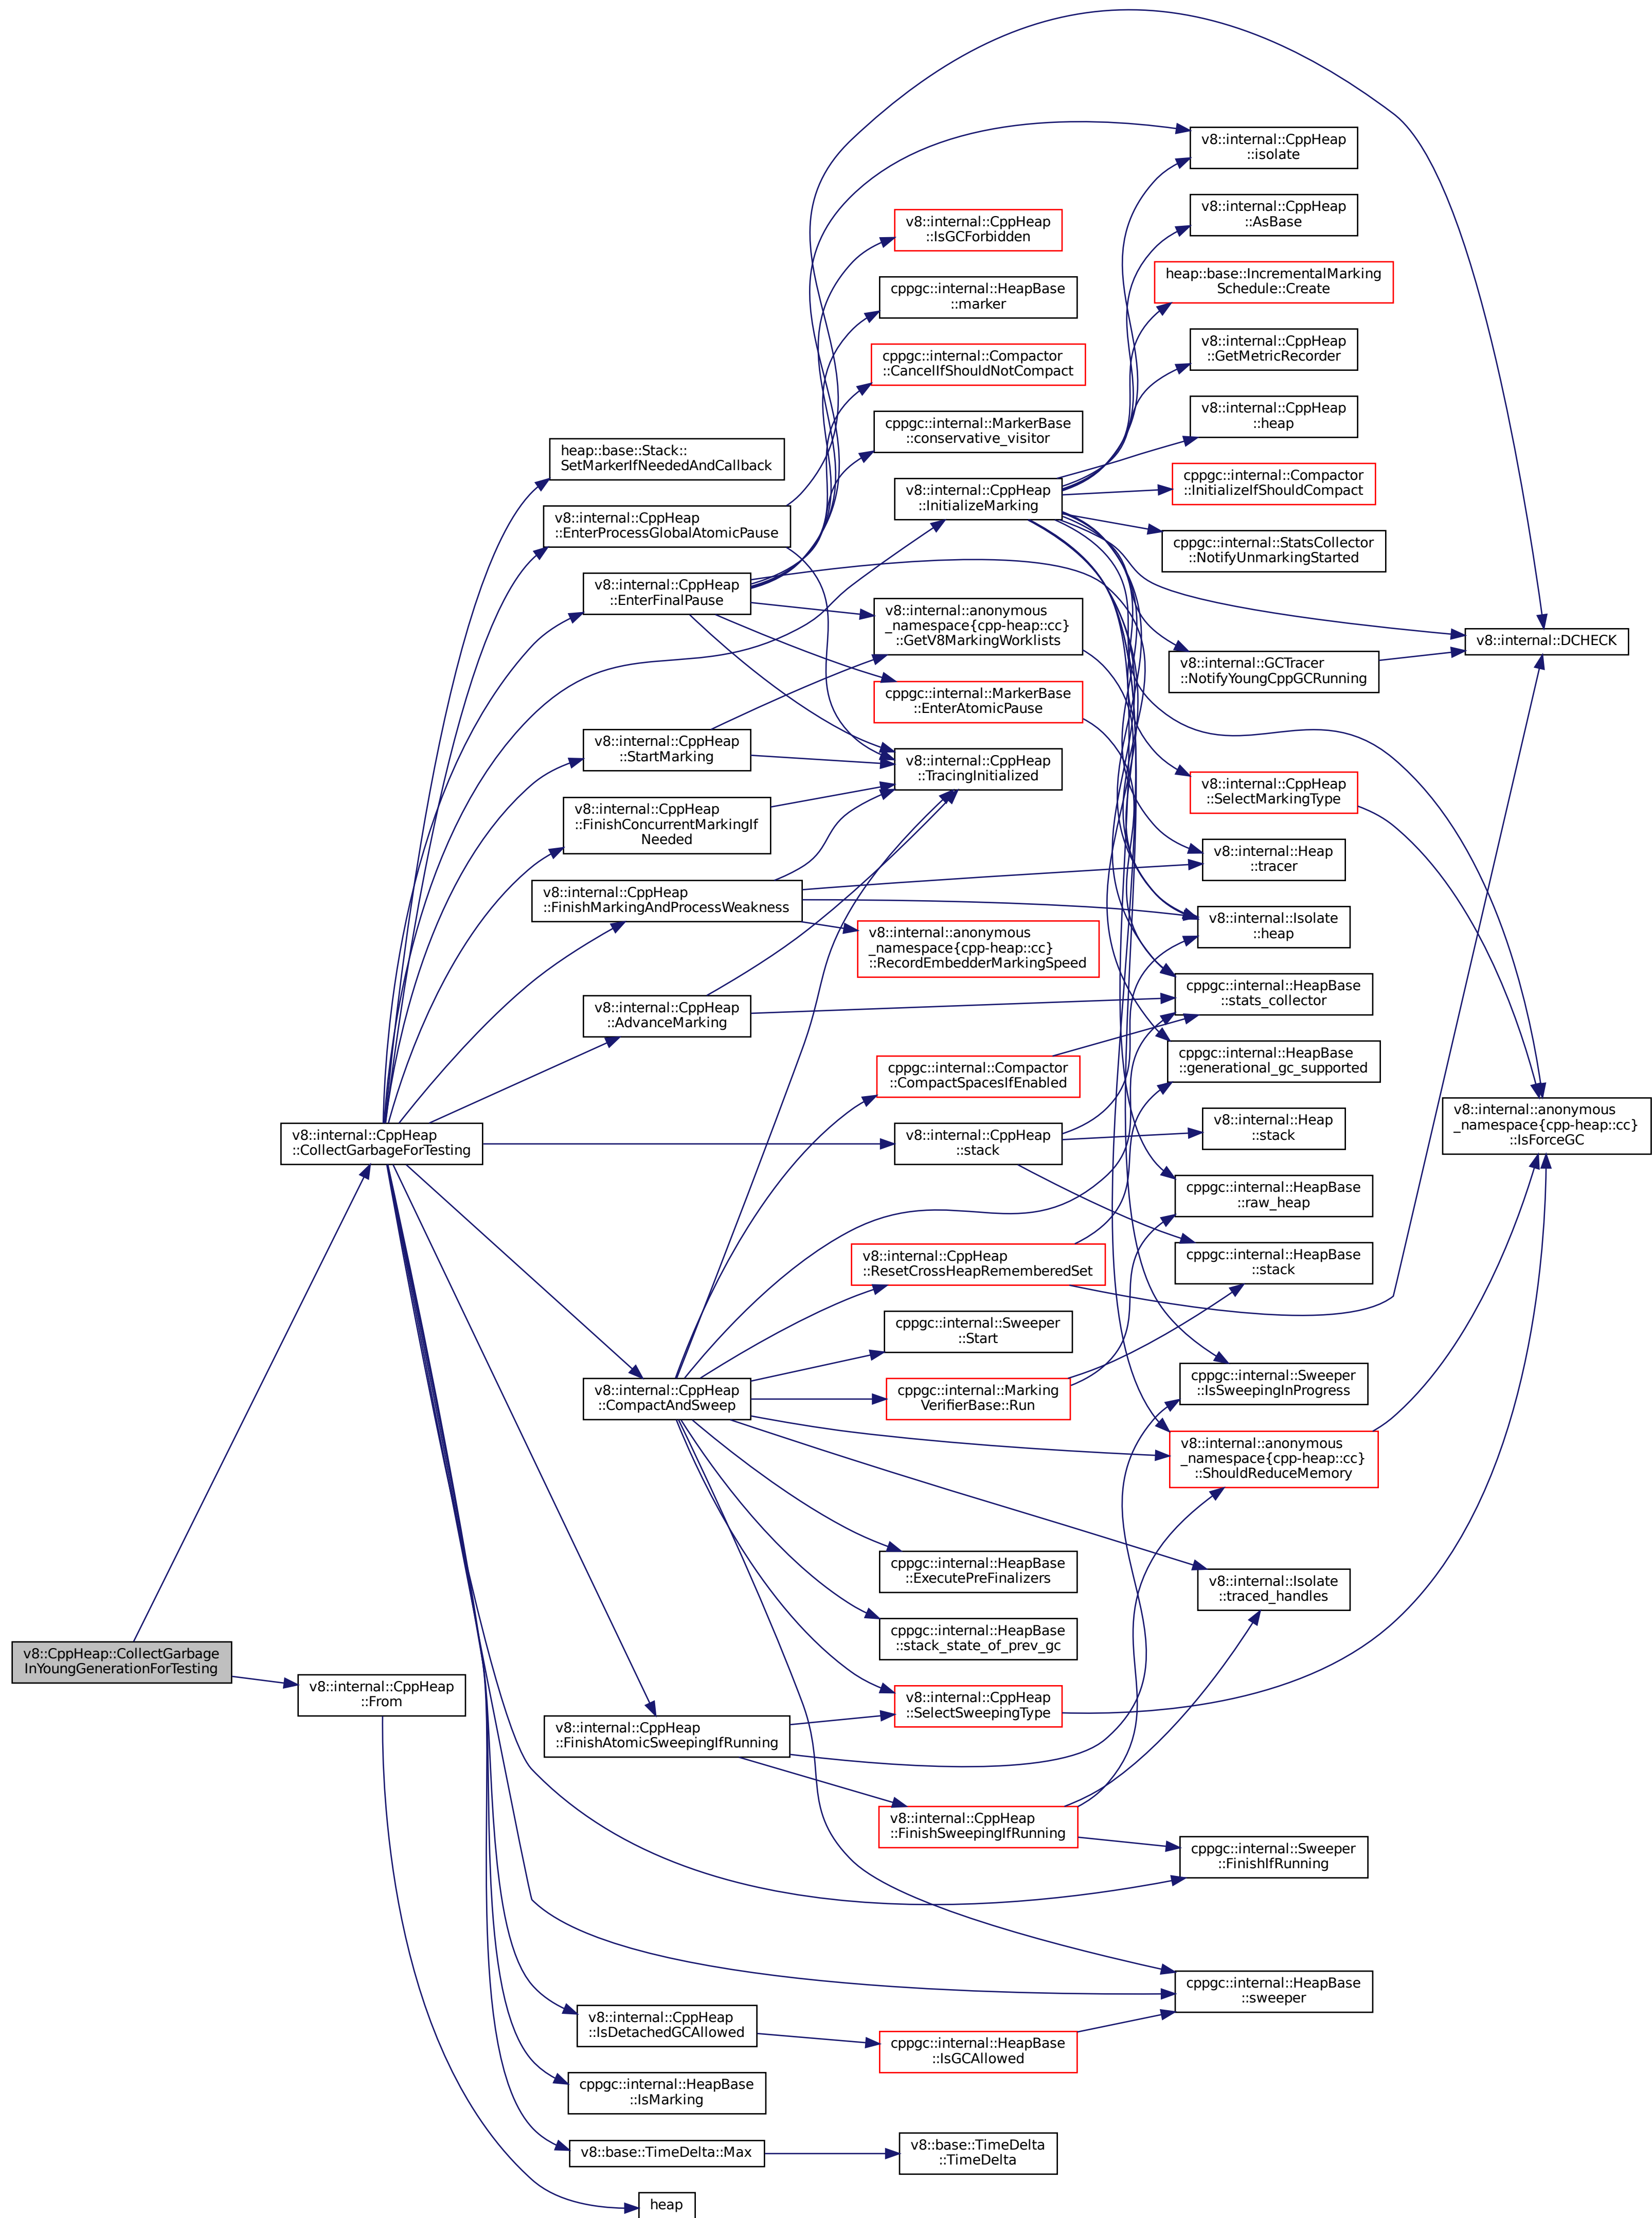 v8::internal::CppHeap
::isolate
v8::internal::CppHeap
::AsBase
v8::internal::CppHeap
::IsGCForbidden
heap::base::IncrementalMarking
Schedule::Create
cppgc::internal::HeapBase
::marker
v8::internal::CppHeap
::GetMetricRecorder
cppgc::internal::Compactor
::CancelIfShouldNotCompact
v8::internal::CppHeap
::heap
cppgc::internal::MarkerBase
::conservative_visitor
heap::base::Stack::
SetMarkerIfNeededAndCallback
cppgc::internal::Compactor
::InitializeIfShouldCompact
v8::internal::CppHeap
::InitializeMarking
v8::internal::CppHeap
::EnterProcessGlobalAtomicPause
cppgc::internal::StatsCollector
::NotifyUnmarkingStarted
v8::internal::CppHeap
::EnterFinalPause
v8::internal::anonymous
_namespace{cpp-heap::cc}
::GetV8MarkingWorklists
v8::internal::DCHECK
v8::internal::GCTracer
::NotifyYoungCppGCRunning
cppgc::internal::MarkerBase
::EnterAtomicPause
v8::internal::CppHeap
::StartMarking
v8::internal::CppHeap
::TracingInitialized
v8::internal::CppHeap
::SelectMarkingType
v8::internal::CppHeap
::FinishConcurrentMarkingIf
Needed
v8::internal::Heap
::tracer
v8::internal::CppHeap
::FinishMarkingAndProcessWeakness
v8::internal::Isolate
::heap
v8::internal::anonymous
_namespace{cpp-heap::cc}
::RecordEmbedderMarkingSpeed
cppgc::internal::HeapBase
::stats_collector
v8::internal::CppHeap
::AdvanceMarking
cppgc::internal::HeapBase
::generational_gc_supported
cppgc::internal::Compactor
::CompactSpacesIfEnabled
v8::internal::anonymous
_namespace{cpp-heap::cc}
::IsForceGC
v8::internal::Heap
::stack
v8::internal::CppHeap
::CollectGarbageForTesting
v8::internal::CppHeap
::stack
cppgc::internal::HeapBase
::raw_heap
cppgc::internal::HeapBase
::stack
v8::internal::CppHeap
::ResetCrossHeapRememberedSet
cppgc::internal::Sweeper
::Start
cppgc::internal::Sweeper
::IsSweepingInProgress
v8::internal::CppHeap
::CompactAndSweep
cppgc::internal::Marking
VerifierBase::Run
v8::internal::anonymous
_namespace{cpp-heap::cc}
::ShouldReduceMemory
cppgc::internal::HeapBase
::ExecutePreFinalizers
v8::internal::Isolate
::traced_handles
cppgc::internal::HeapBase
::stack_state_of_prev_gc
v8::CppHeap::CollectGarbage
InYoungGenerationForTesting
v8::internal::CppHeap
::From
v8::internal::CppHeap
::SelectSweepingType
v8::internal::CppHeap
::FinishAtomicSweepingIfRunning
v8::internal::CppHeap
::FinishSweepingIfRunning
cppgc::internal::Sweeper
::FinishIfRunning
cppgc::internal::HeapBase
::sweeper
v8::internal::CppHeap
::IsDetachedGCAllowed
cppgc::internal::HeapBase
::IsGCAllowed
cppgc::internal::HeapBase
::IsMarking
v8::base::TimeDelta::Max
v8::base::TimeDelta
::TimeDelta
heap